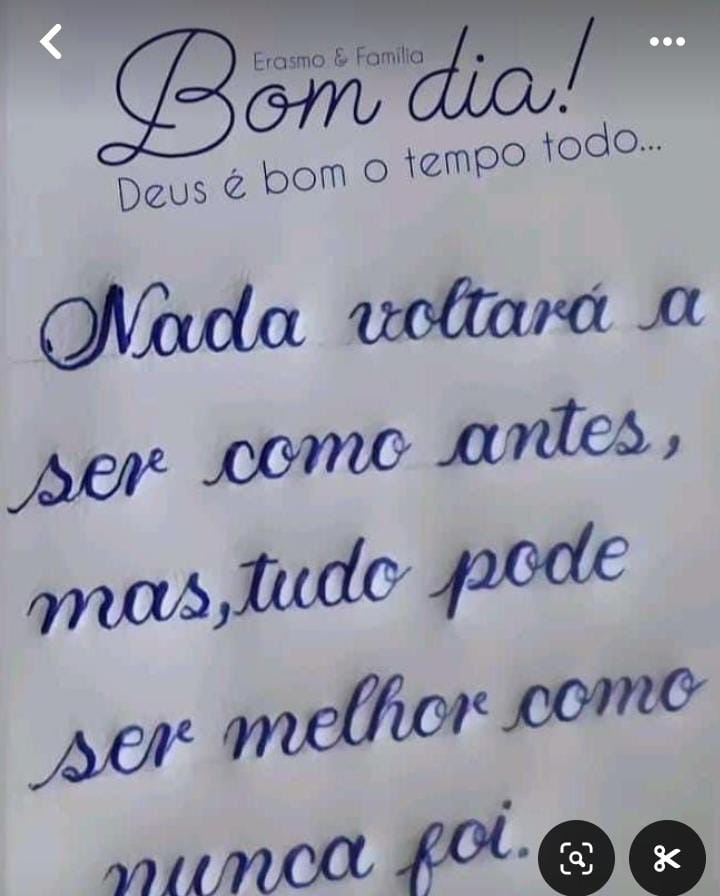 Erasmo & Família
Bom dia!
Deus é bom o tempo todo...
Nada voltará a
ser como antes,
mas,tudo pode
ser melhor como
nunca foi.